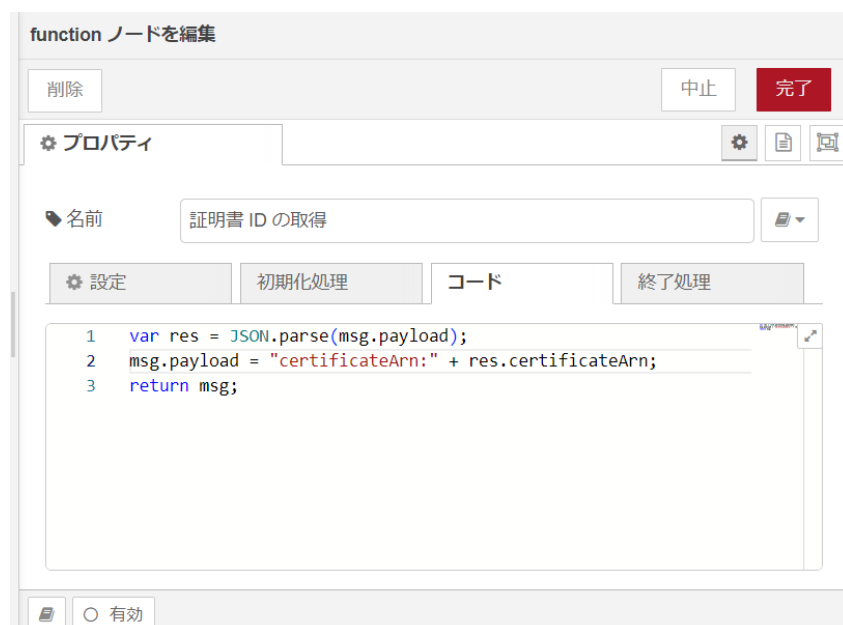 function ノードを編集
削除
中止
完了
プロパティ
名前
証明書 ID の取得
設定
初期化処理
コード
終了処理
1 var res = JSON.parse(msg.payload);
2 msg.payload = "certificateArn:" + res.certificateArn;
3 return msg;
有効